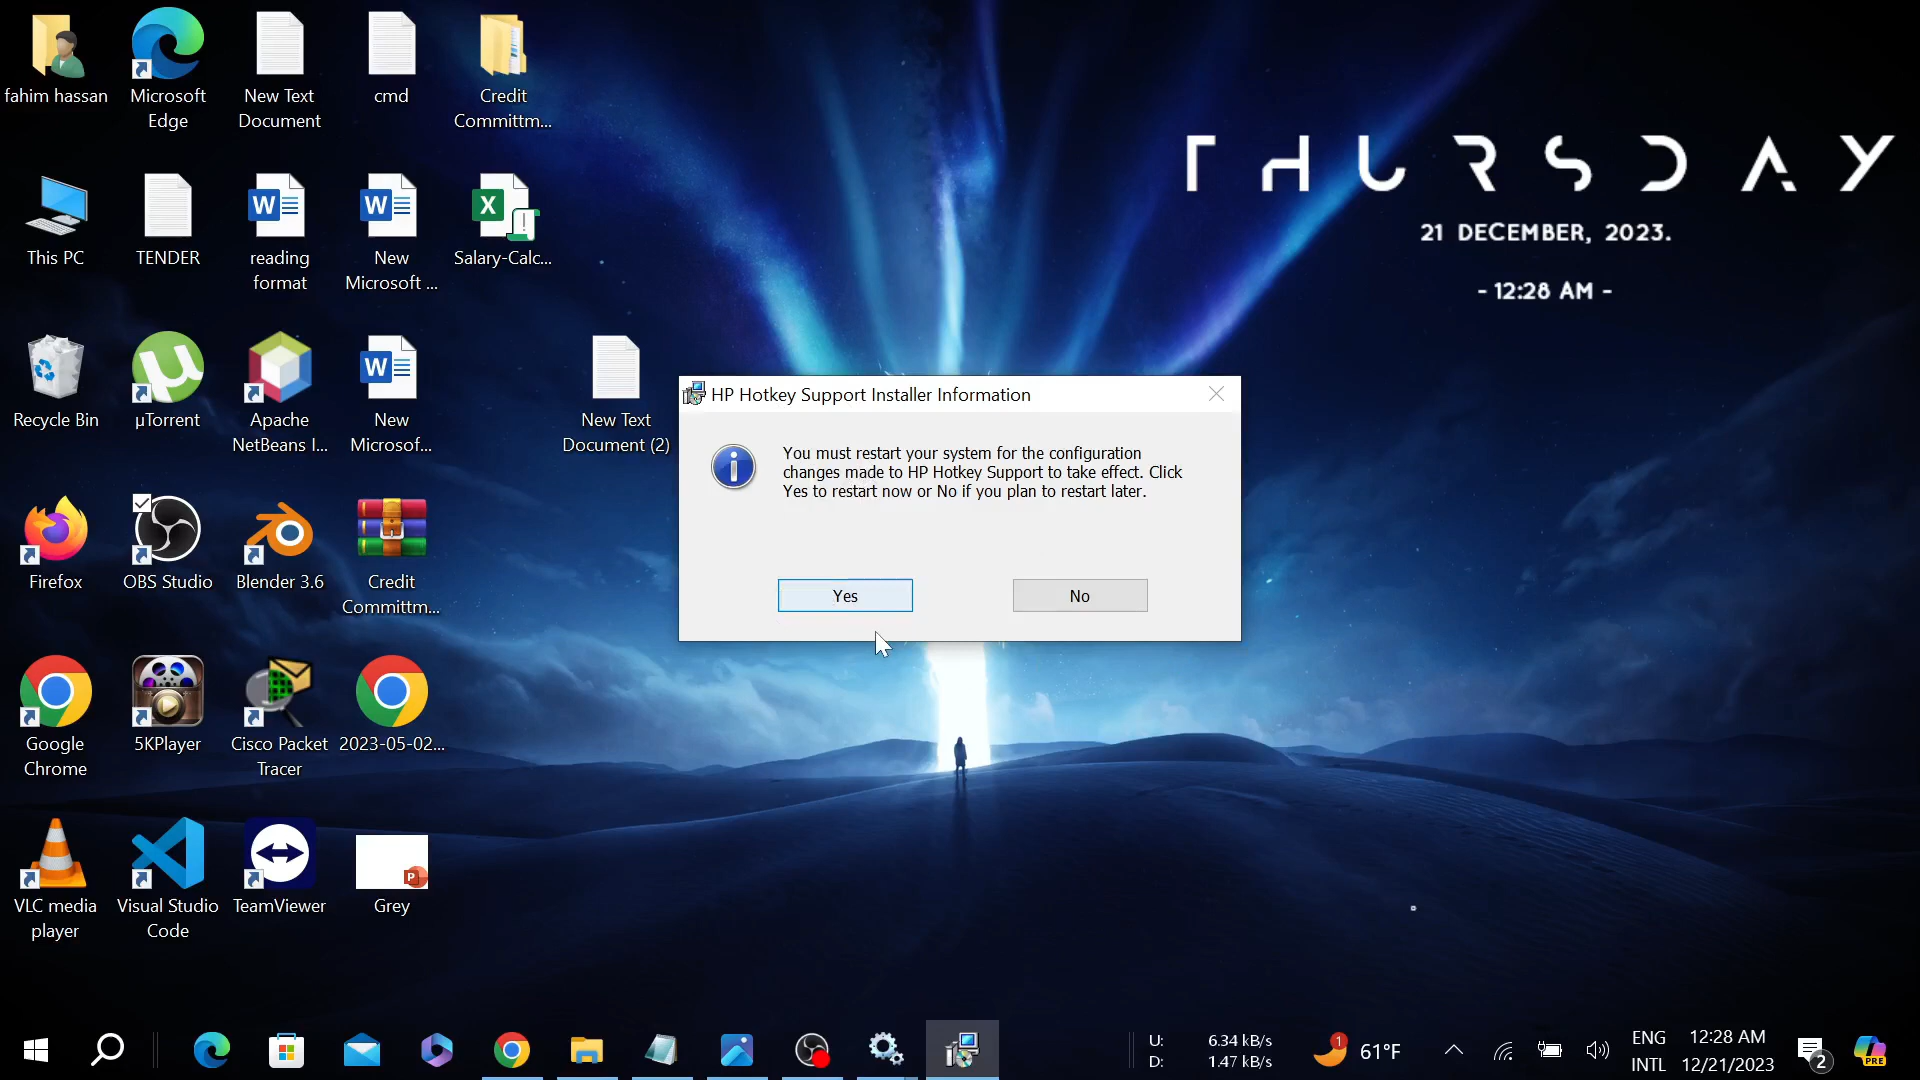 fahim hassan
Microsoft
Edge
New Text
Document
cmd
Credit
Committm...
This PC
TENDER
reading
format
New
Microsoft ...
Salary-Calc...
Recycle Bin
µTorrent
Apache
NetBeans I...
New
Microsof...
New Text
Document (2)
Firefox
OBS Studio
Blender 3.6
Credit
Committm...
Google
Chrome
5KPlayer
Cisco Packet
Tracer
2023-05-02...
VLC media
player
Visual Studio
Code
TeamViewer
Grey
THURSDAY
21 DECEMBER, 2023.
- 12:28 AM -
HP Hotkey Support Installer Information
You must restart your system for the configuration
changes made to HP Hotkey Support to take effect. Click
Yes to restart now or No if you plan to restart later.
Yes
No
U: 6.34 kB/s
D: 1.47 kB/s
1
61°F
ENG
INTL
12:28 AM
12/21/2023
2
PRE